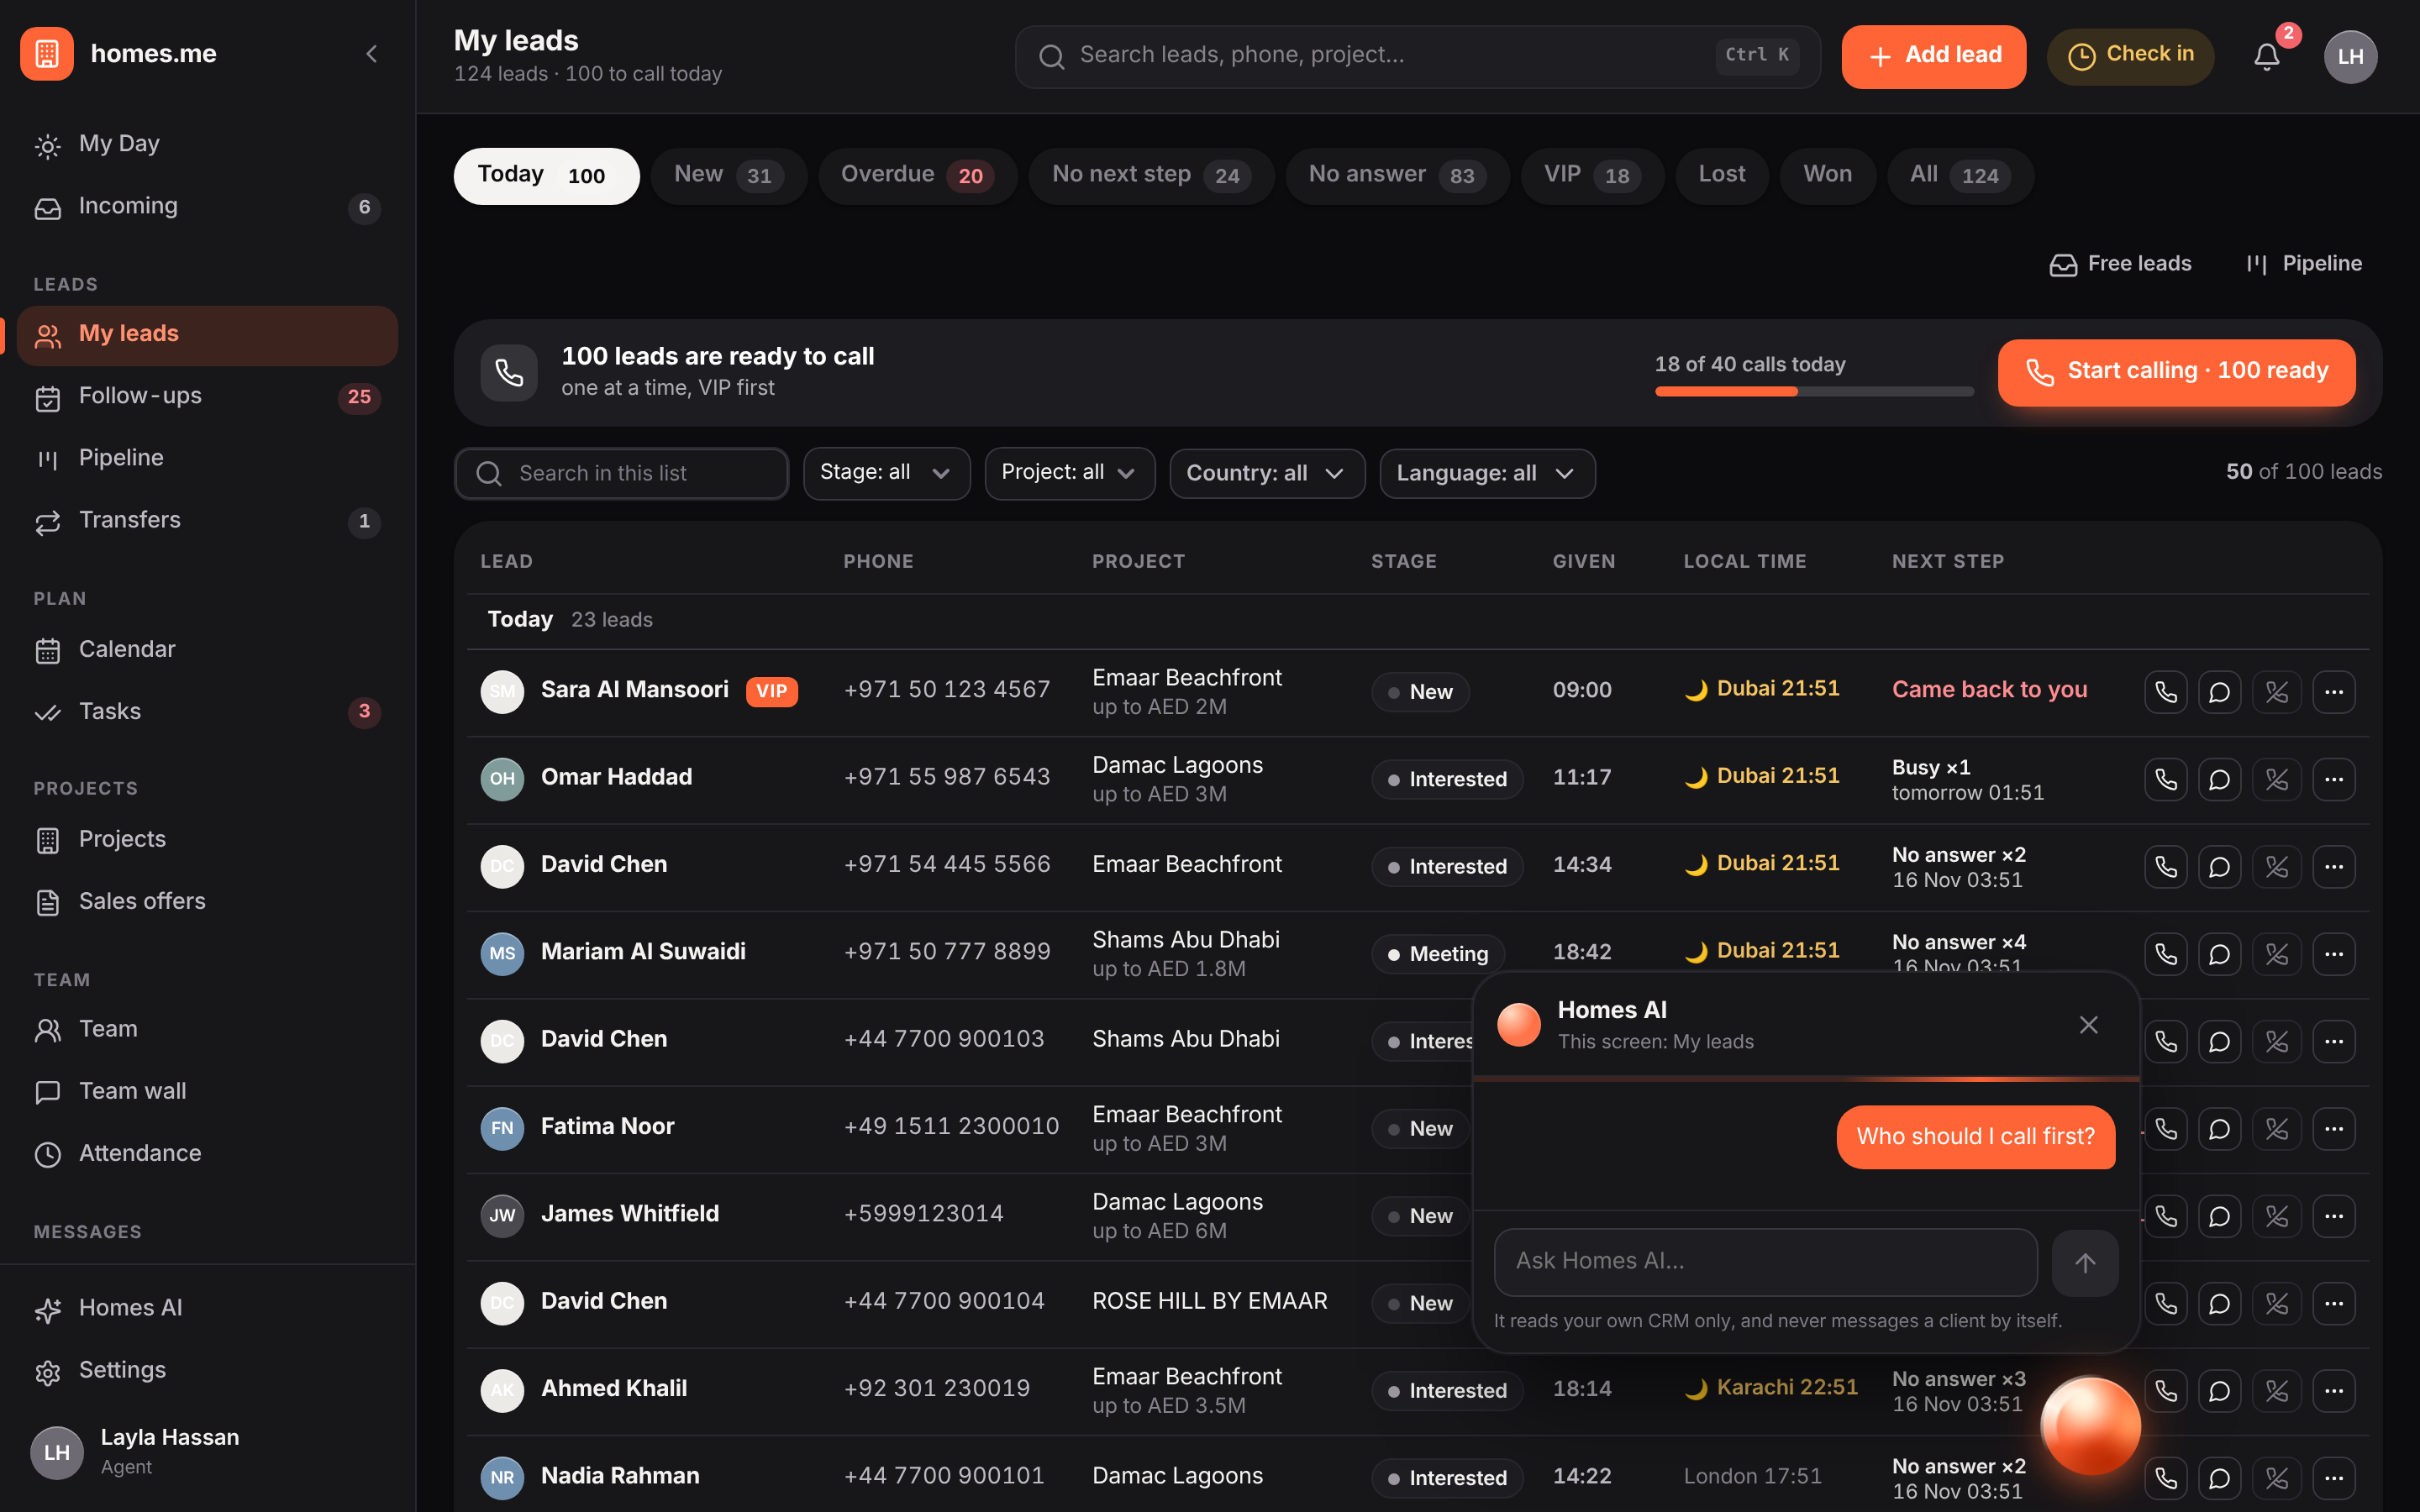 homes.me
My Day
Incoming 6
LEADS
My leads
Follow-ups 25
Pipeline
Transfers 1
PLAN
Calendar
Tasks 3
PROJECTS
Projects
Sales offers
TEAM
Team
Team wall
Attendance
MESSAGES
Homes AI
Settings
LH Layla Hassan
Agent
My leads
124 leads · 100 to call today
Search leads, phone, project... Ctrl K
Add lead
Check in
2
LH
Today 100 New 31 Overdue 20 No next step 24 No answer 83 VIP 18 Lost Won All 124
Free leads Pipeline
100 leads are ready to call
one at a time, VIP first
18 of 40 calls today
Start calling · 100 ready
Search in this list Stage: all Project: all Country: all Language: all 50 of 100 leads
LEAD PHONE PROJECT STAGE GIVEN LOCAL TIME NEXT STEP
Today 23 leads
SM Sara Al Mansoori VIP +971 50 123 4567 Emaar Beachfront New 09:00 Dubai 21:51 Came back to you
up to AED 2M
OH Omar Haddad +971 55 987 6543 Damac Lagoons Interested 11:17 Dubai 21:51 Busy ×1
up to AED 3M tomorrow 01:51
DC David Chen +971 54 445 5566 Emaar Beachfront Interested 14:34 Dubai 21:51 No answer ×2
16 Nov 03:51
MS Mariam Al Suwaidi +971 50 777 8899 Shams Abu Dhabi Meeting 18:42 Dubai 21:51 No answer ×4
up to AED 1.8M 16 Nov 03:51
DC David Chen +44 7700 900103 Shams Abu Dhabi Interes
FN Fatima Noor +49 1511 2300010 Emaar Beachfront New
up to AED 3M
JW James Whitfield +5999123014 Damac Lagoons New
up to AED 6M
DC David Chen +44 7700 900104 ROSE HILL BY EMAAR New
AK Ahmed Khalil +92 301 230019 Emaar Beachfront Interested 18:14 Karachi 22:51 No answer ×3
up to AED 3.5M 16 Nov 03:51
NR Nadia Rahman +44 7700 900101 Damac Lagoons Interested 14:22 London 17:51 No answer ×2
16 Nov 03:51
Homes AI
This screen: My leads
Who should I call first?
Ask Homes AI...
It reads your own CRM only, and never messages a client by itself.